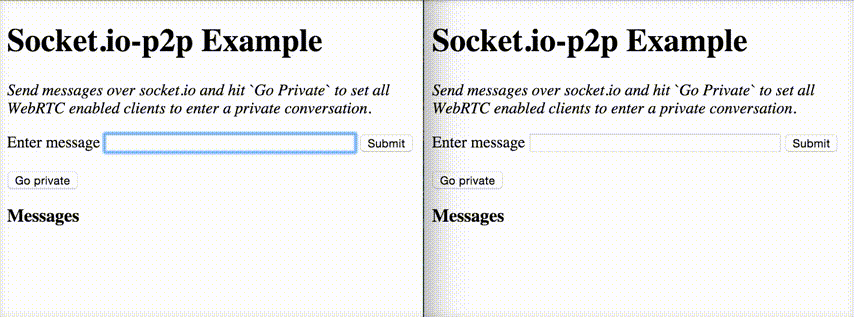 Socket.io-p2p Example
Send messages over socket.io and hit `Go Private` to set all
WebRTC enabled clients to enter a private conversation.
Enter message Submit
Go private
Messages
Socket.io-p2p Example
Send messages over socket.io and hit `Go Private` to set all
WebRTC enabled clients to enter a private conversation.
Enter message Submit
Go private
Messages